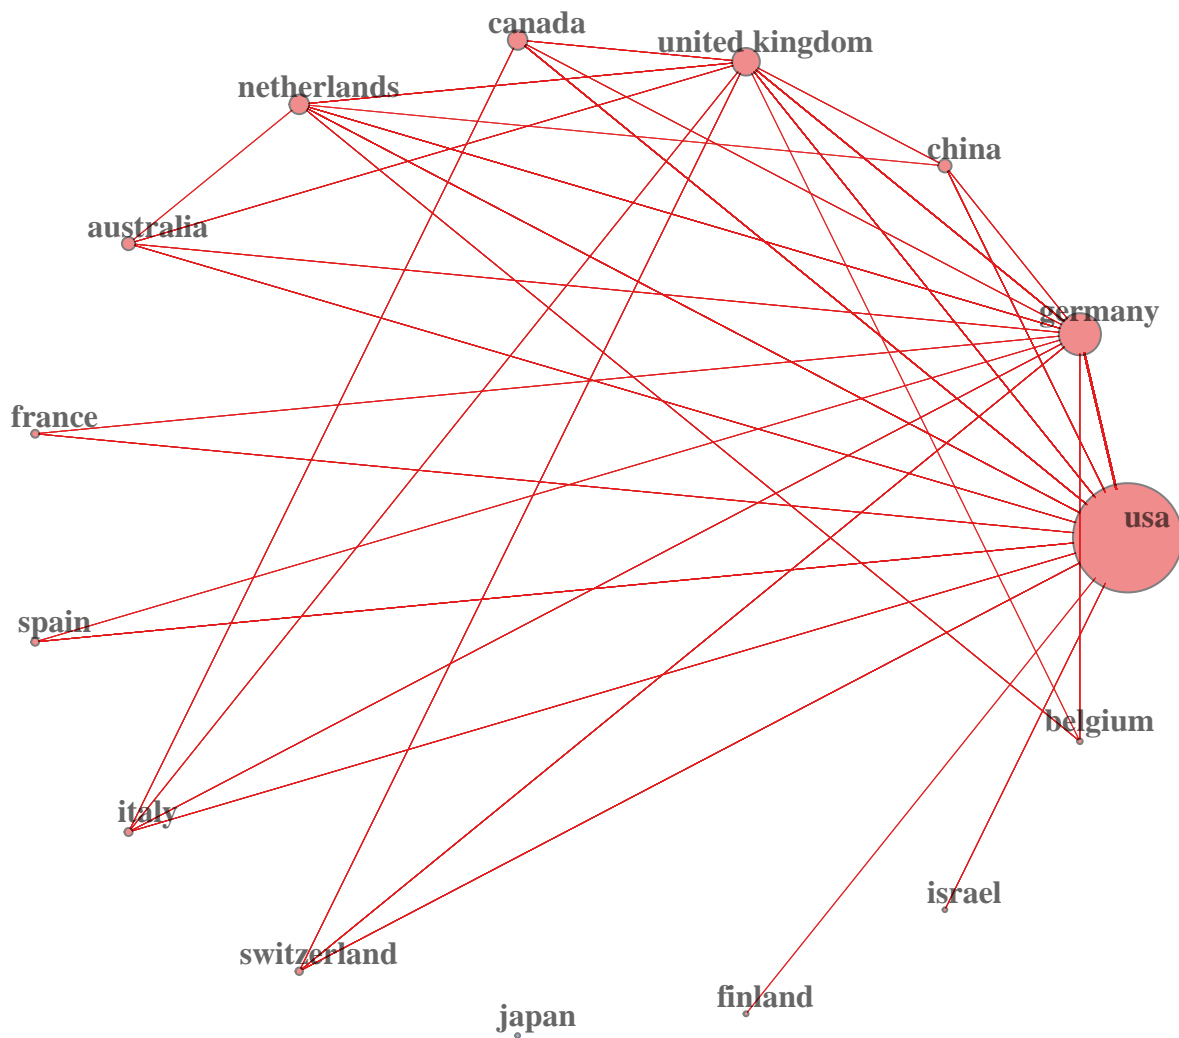 canada
united kingdom
netherlands
china
australia
germany
france
usa
spain
belgium
italy
israel
switzerland
finland
japan